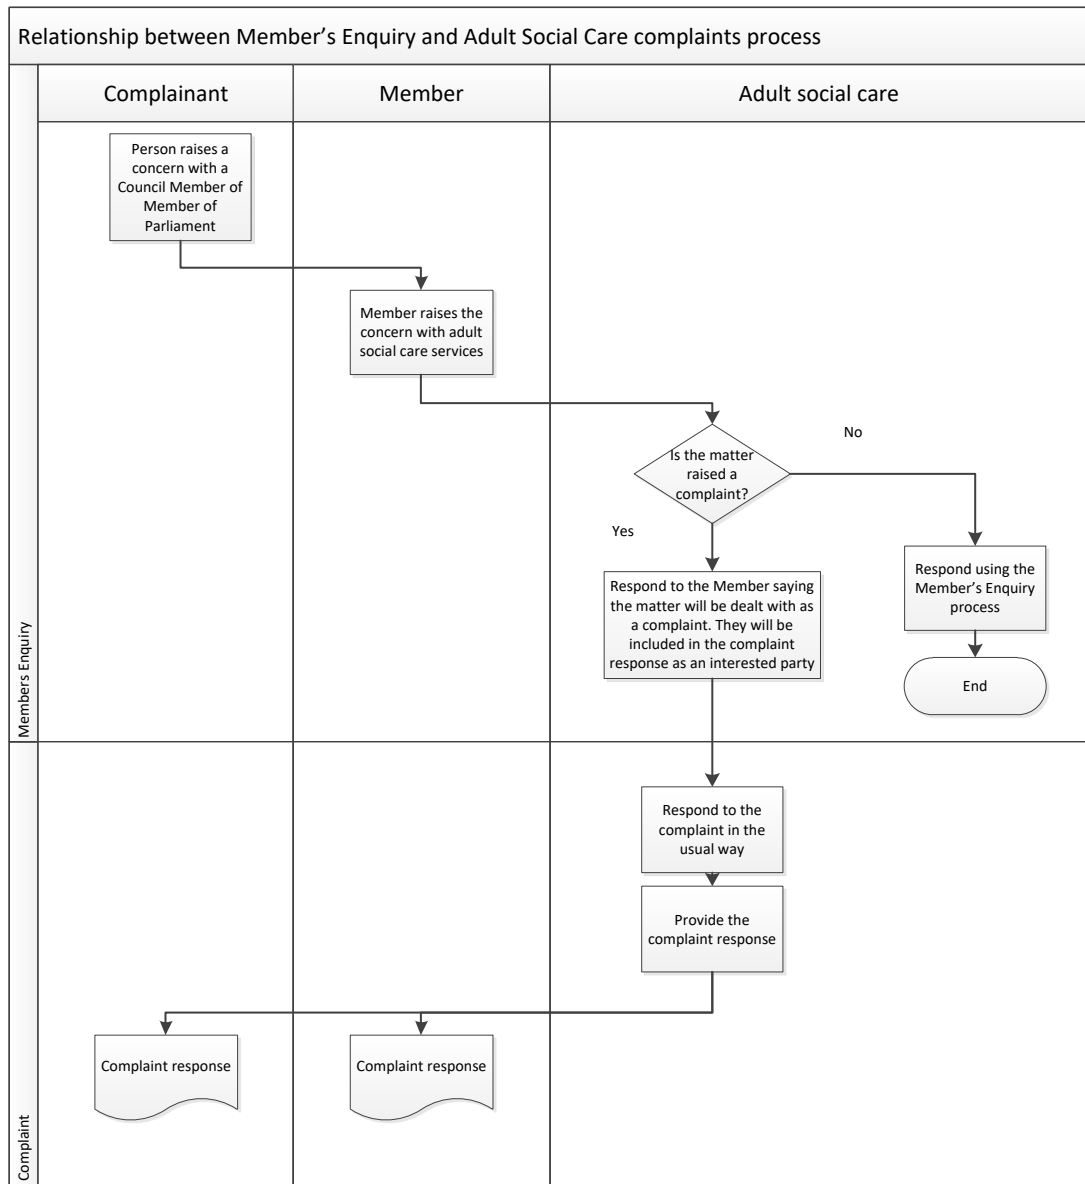 Relationship between Member's Enquiry and Adult Social Care complaints process
Complainant
Member
Adult social care
Members Enquiry
Person raises a
concern with a
Council Member of
Member of
Parliament
Member raises the
concern with adult
social care services
Is the matter
raised a
complaint?
No
Yes
Respond to the Member saying
the matter will be dealt with as
a complaint. They will be
included in the complaint
response as an interested party
Respond using the
Member's Enquiry
process
End
Complaint
Respond to the
complaint in the
usual way
Provide the
complaint response
Complaint response
Complaint response